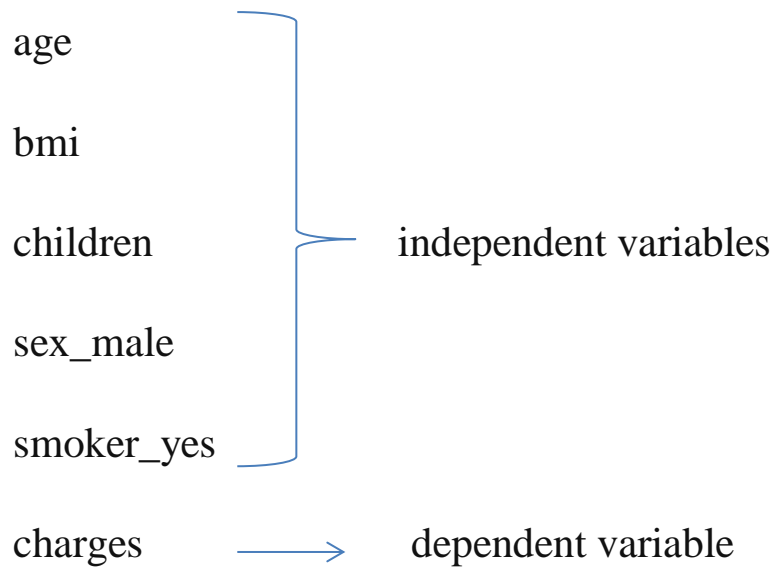 age
bmi
children
independent variables
sex_male
smoker_yes
charges
dependent variable